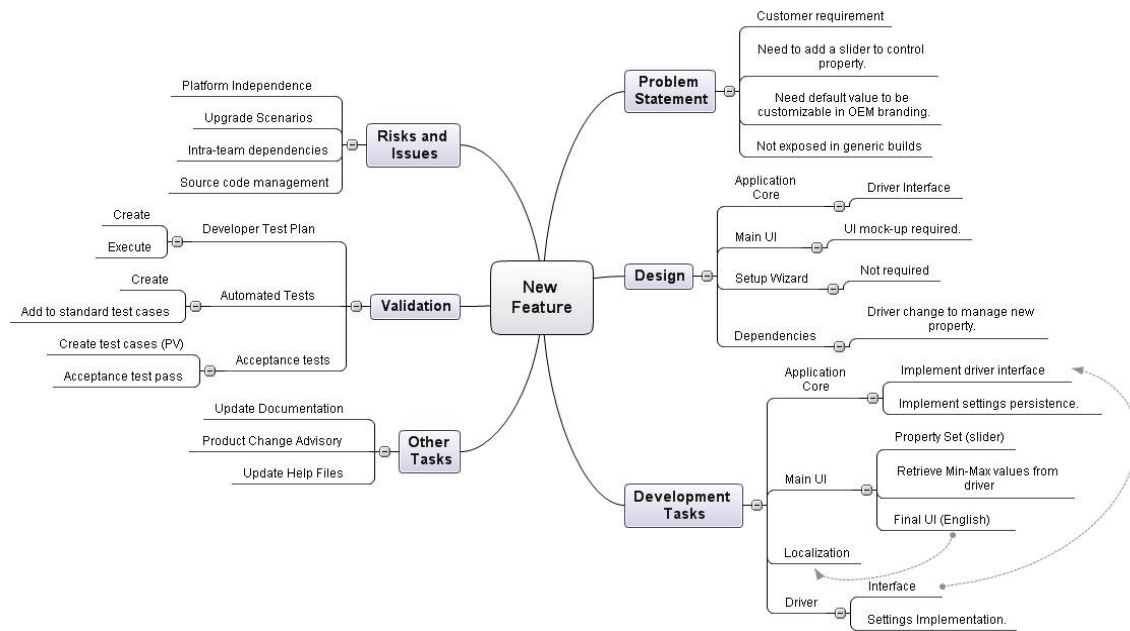 New
Feature
Problem
Statement
Customer requirement
Need to add a slider to control
property.
Need default value to be
customizable in OEM branding.
Not exposed in generic builds
Design
Application
Core
Driver Interface
Main UI
UI mock-up required.
Setup Wizard
Not required
Dependencies
Driver change to manage new
property.
Development
Tasks
Application
Core
Implement driver interface
Implement settings persistence.
Main UI
Property Set (slider)
Retrieve Min-Max values from
driver
Final UI (English)
Localization
Driver
Interface
Settings Implementation.
Risks and
Issues
Platform Independence
Upgrade Scenarios
Intra-team dependencies
Source code management
Validation
Developer Test Plan
Create
Execute
Automated Tests
Create
Add to standard test cases
Acceptance tests
Create test cases (PV)
Acceptance test pass
Other
Tasks
Update Documentation
Product Change Advisory
Update Help Files